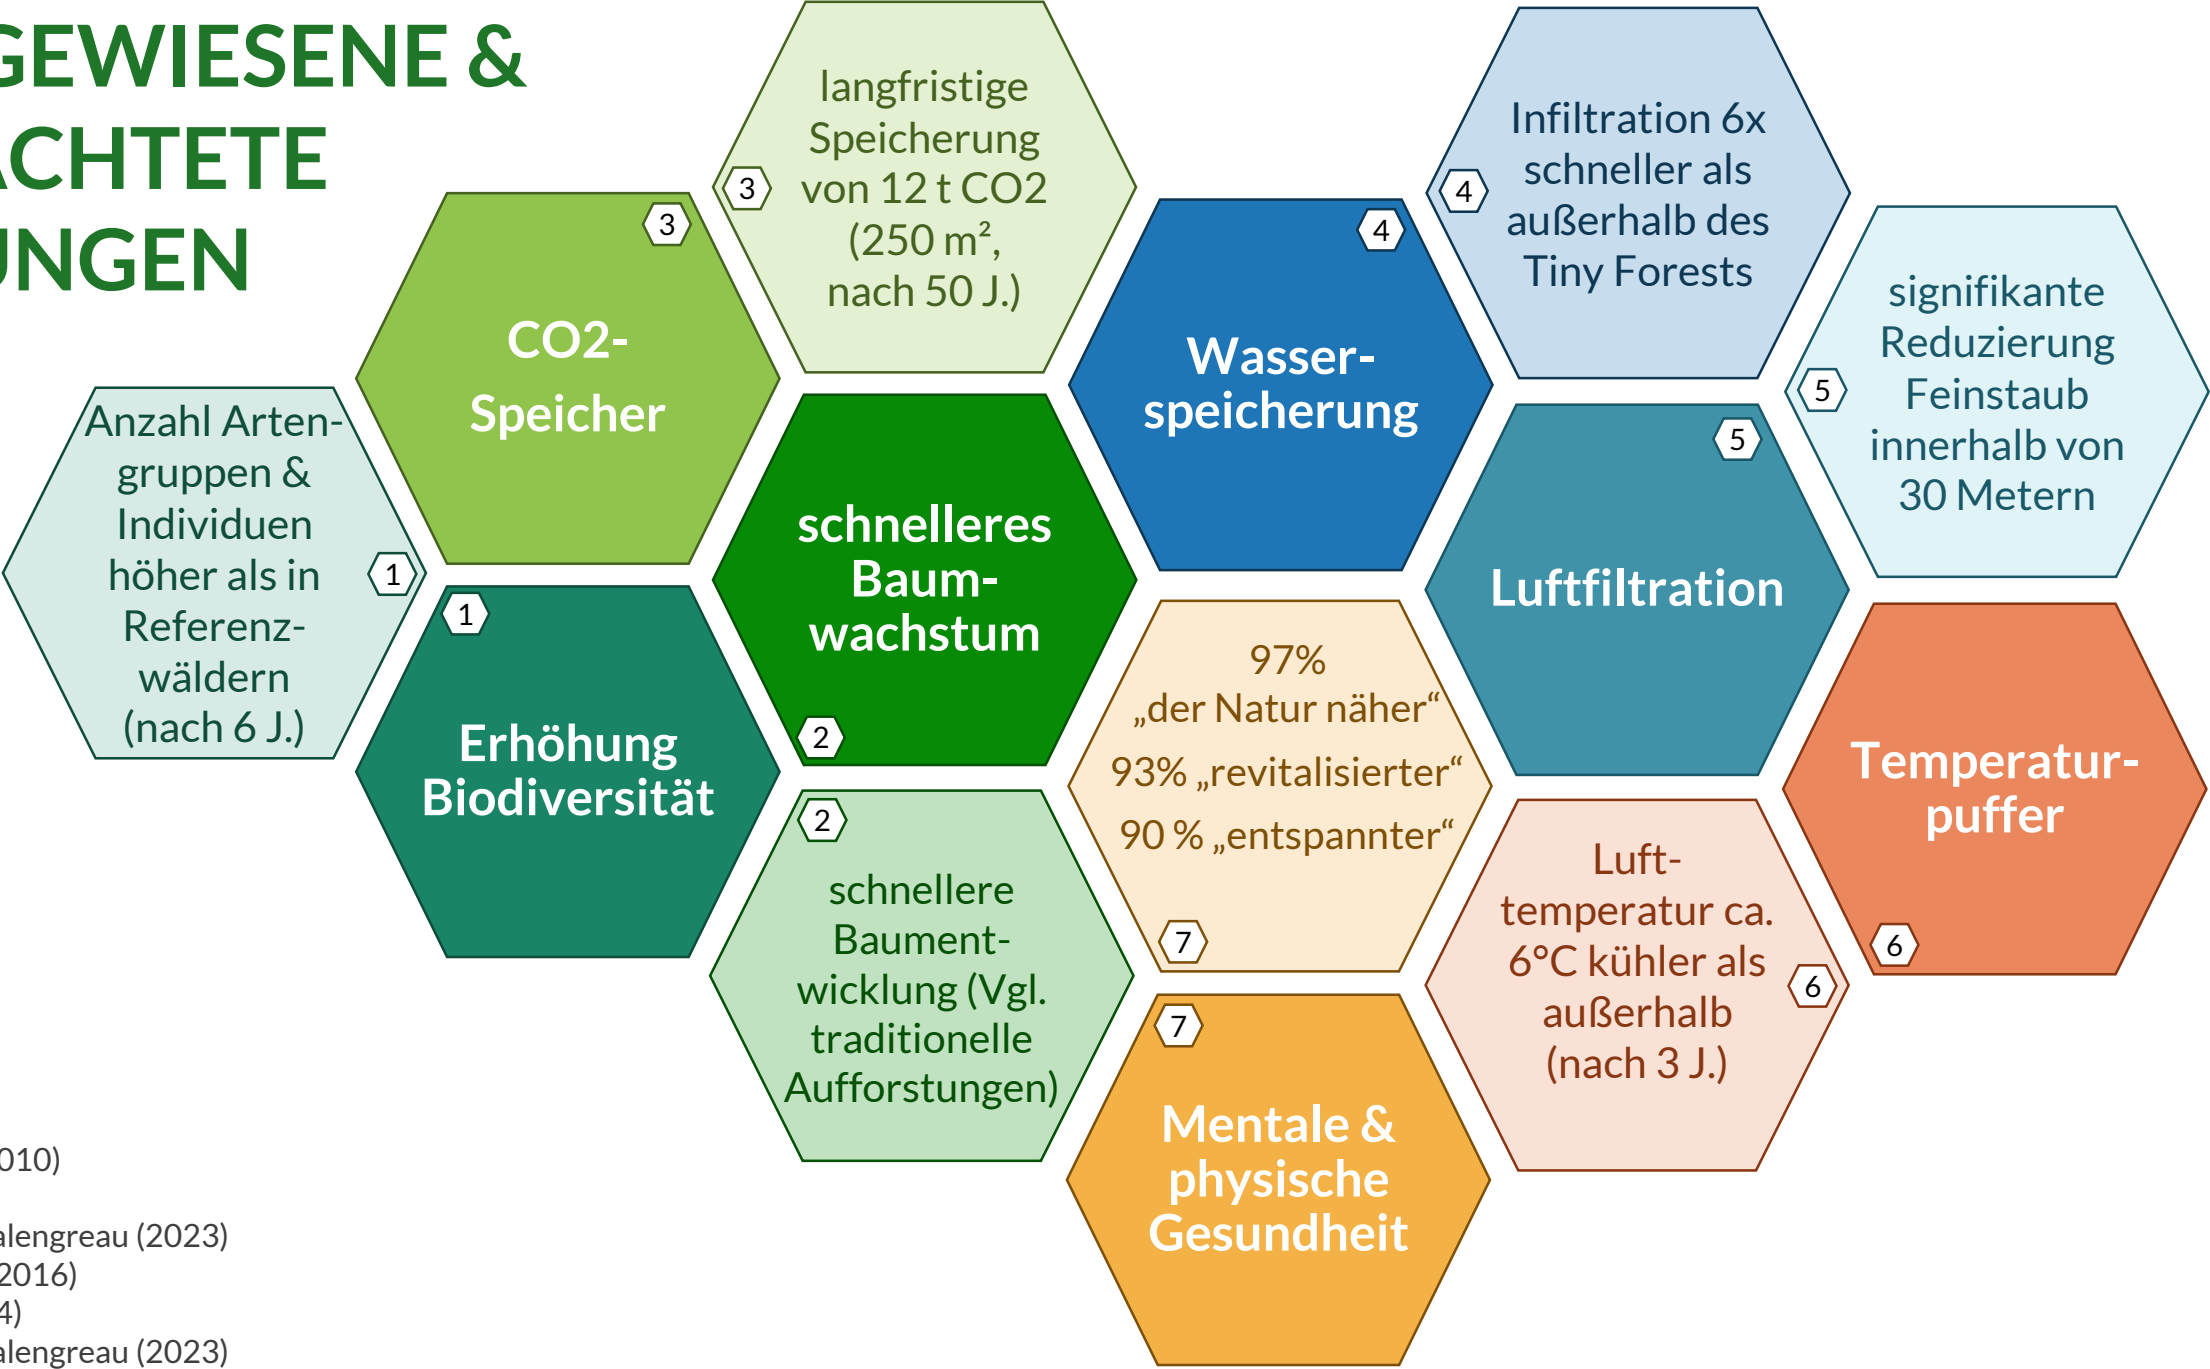 GEWIESENE &
ACHTETE
UNGEN
3
langfristige
Speicherung
von 12 t CO2
(250 m²,
nach 50 J.)
3
CO2-
Speicher
4
Infiltration 6x
schneller als
außerhalb des
Tiny Forests
4
Wasser-
speicherung
5
signifikante
Reduzierung
Feinstaub
innerhalb von
30 Metern
5
Luftfiltration
Anzahl Arten-
gruppen &
Individuen
höher als in
Referenz-
wäldern
(nach 6 J.)
1
1
Erhöhung
Biodiversität
schnelleres
Baum-
wachstum
2
2
schnellere
Baument-
wicklung (Vgl.
traditionelle
Aufforstungen)
97%
„der Natur näher“
93% „revitalisierter“
90 % „entspannter“
7
7
Mentale &
physische
Gesundheit
Temperatur-
puffer
6
Luft-
temperatur ca.
6°C kühler als
außerhalb
(nach 3 J.)
6
010)
alengreau (2023)
2016)
4)
alengreau (2023)